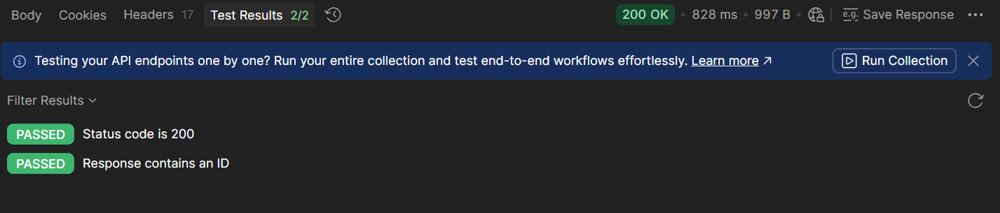 Body Cookies Headers 17 Test Results 2/2 200 OK • 828 ms • 997 B • e.g. Save Response
Testing your API endpoints one by one? Run your entire collection and test end-to-end workflows effortlessly. Learn more ↗ Run Collection
Filter Results
PASSED Status code is 200
PASSED Response contains an ID